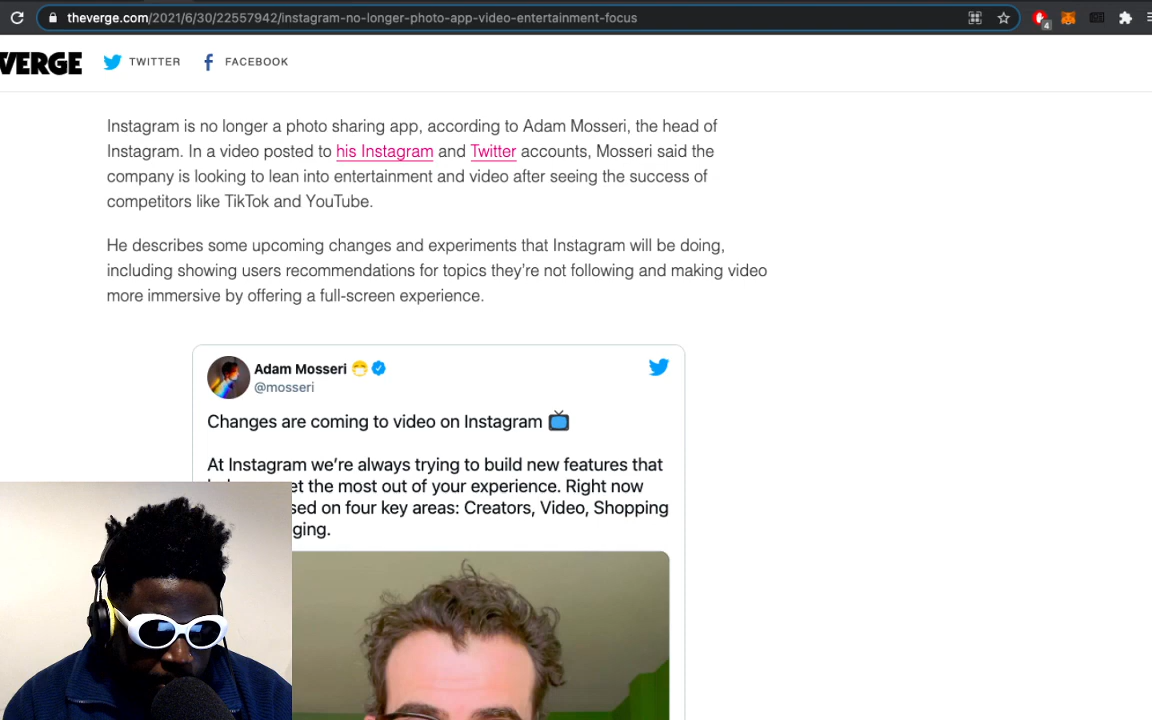 theverge.com/2021/6/30/22557942/instagram-no-longer-photo-app-video-entertainment-focus
4
VERGE TWITTER FACEBOOK
Instagram is no longer a photo sharing app, according to Adam Mosseri, the head of
Instagram. In a video posted to his Instagram and Twitter accounts, Mosseri said the
company is looking to lean into entertainment and video after seeing the success of
competitors like TikTok and YouTube.
He describes some upcoming changes and experiments that Instagram will be doing,
including showing users recommendations for topics they're not following and making video
more immersive by offering a full-screen experience.
Adam Mosseri
@mosseri
Changes are coming to video on Instagram
At Instagram we're always trying to build new features that
the most out of your experience. Right now
on four key areas: Creators, Video, Shopping